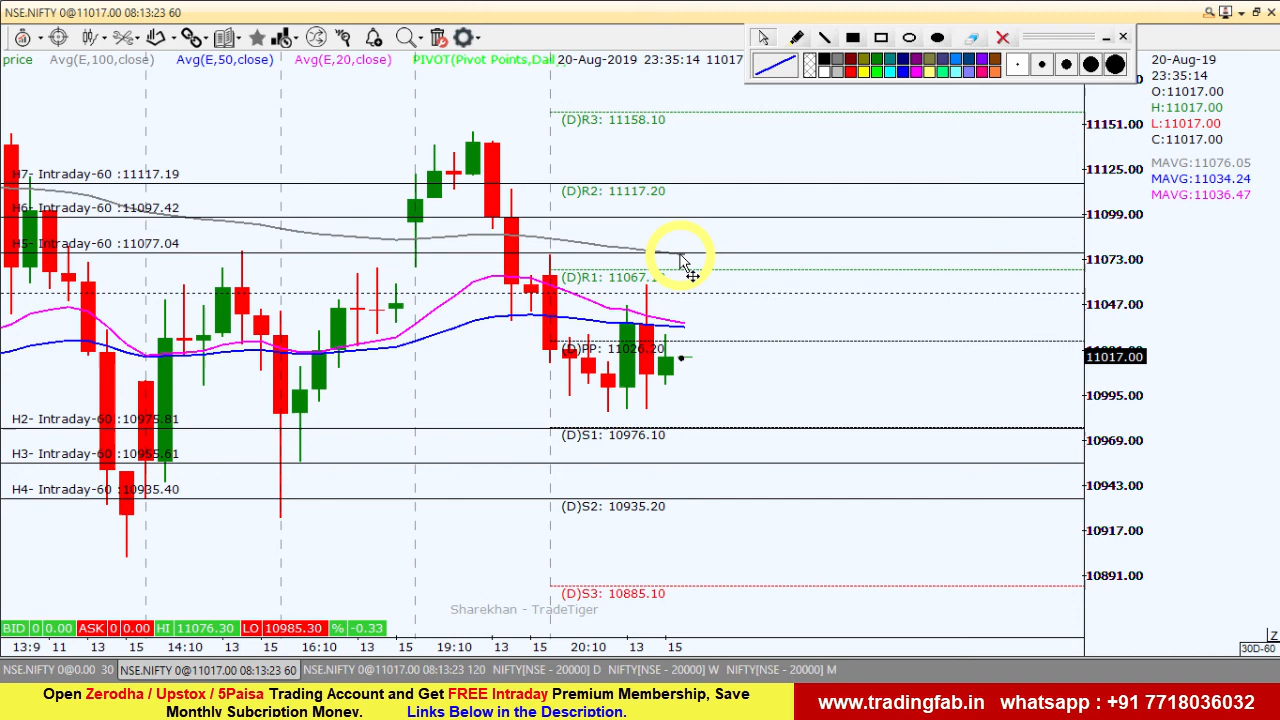 NSE.NIFTY 0@11017.00 08:13:23 60
price Avg(E,100,close) Avg(E,50,close) Avg(E,20,close) PIVOT(Pivot Points,Dail 20-Aug-2019 23:35:14 11017
20-Aug-19
23:35:14
O:11017.00
H:11017.00
L:11017.00
C:11017.00
MAVG:11076.05
MAVG:11034.24
MAVG:11036.47
(D)R3: 11158.10
11151.00
H7- Intraday-60 :11117.19
11125.00
(D)R2: 11117.20
H6- Intraday-60 :11097.42
11099.00
H5- Intraday-60 :11077.04
11073.00
(D)R1: 11067.
11047.00
(D)PP: 11026.20
11017.00
10995.00
H2- Intraday-60 :10975.81
(D)S1: 10976.10
10969.00
H3- Intraday-60 :10955.61
H4- Intraday-60 :10935.40
10943.00
(D)S2: 10935.20
10917.00
10891.00
(D)S3: 10885.10
Sharekhan - TradeTiger
BID 0 0.00 ASK 0 0.00 HI 11076.30 LO 10985.30 % -0.33
Z
13:9 11 13 15 14:10 13 15 16:10 13 15 19:10 13 15 20:10 13 15 30D-60
NSE.NIFTY 0@0.00 30 NSE.NIFTY 0@11017.00 08:13:23 60 NSE.NIFTY 0@11017.00 08:13:23 120 NIFTY[NSE - 20000] D NIFTY[NSE - 20000] W NIFTY[NSE - 20000] M
Open Zerodha / Upstox / 5Paisa Trading Account and Get FREE Intraday Premium Membership, Save
Monthly Subcription Money. Links Below in the Description.
www.tradingfab.in whatsapp : +91 7718036032